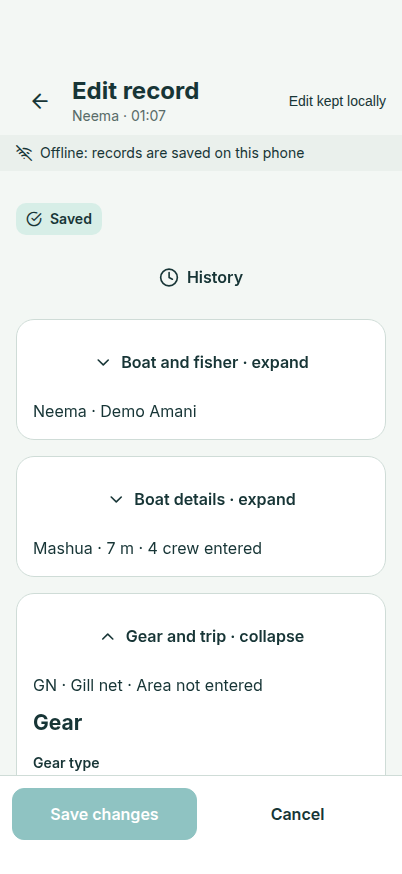 Edit record
Neema · 01:07
Edit kept locally
Offline: records are saved on this phone
Saved
History
Boat and fisher · expand
Neema · Demo Amani
Boat details · expand
Mashua · 7 m · 4 crew entered
Gear and trip · collapse
GN · Gill net · Area not entered
Gear
Gear type
Save changes
Cancel